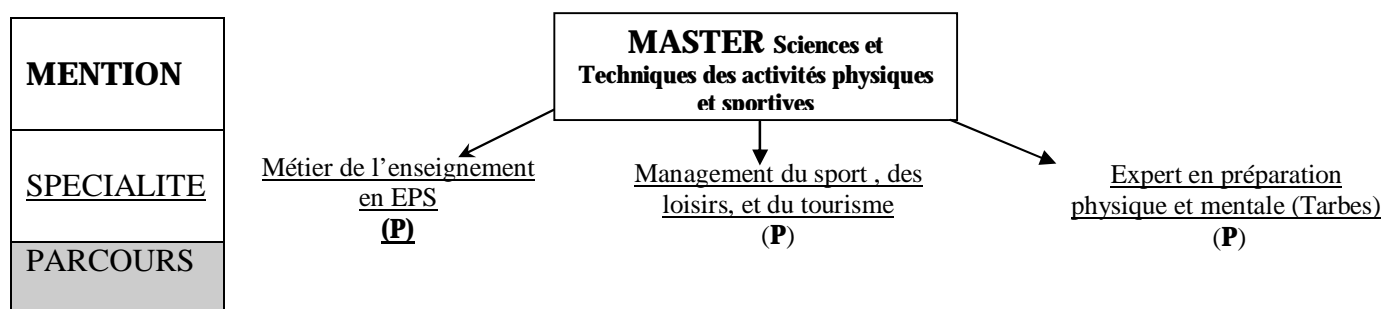 MENTION
SPECIALITE
PARCOURS
MASTER Sciences et
Techniques des activités physiques
et sportives
Métier de l’enseignement
en EPS
(P)
Management du sport , des
loisirs, et du tourisme
(P)
Expert en préparation
physique et mentale (Tarbes)
(P)